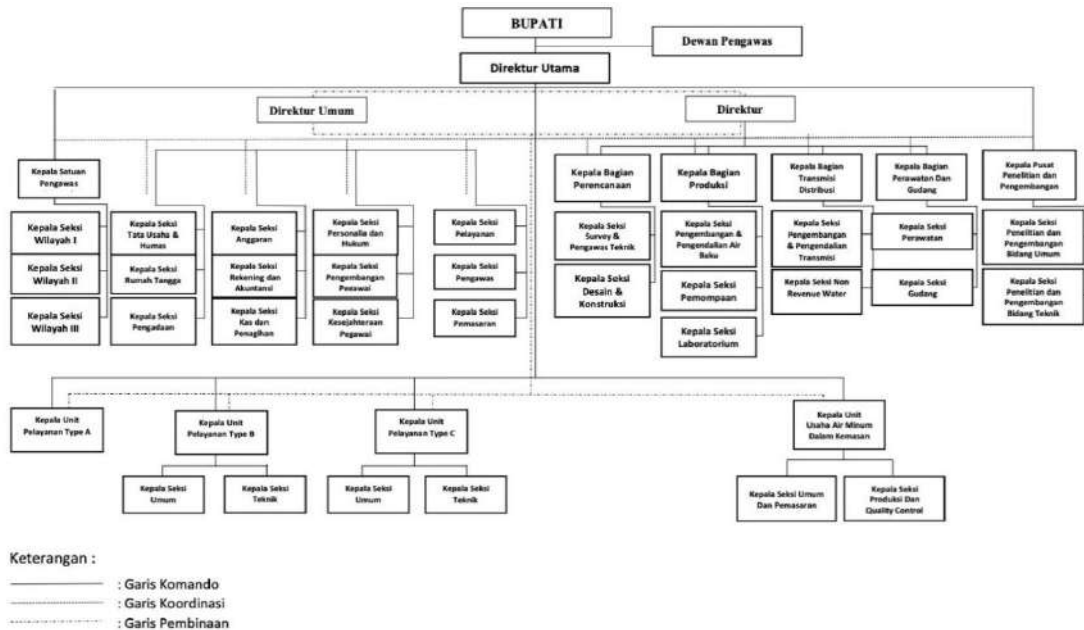 BUPATI
Dewan Pengawas
Direktur Utama
Direktur Umum
Direktur
Kepala Satuan
Pengawas
Kepala Bagian
Perencanaan
Kepala Bagian
Produksi
Kepala Bagian
Transmisi
Distribusi
Kepala Bagian
Perawatan Dan
Gudang
Kepala Pusat
Penelitian dan
Pengembangan
Kepala Seksi
Wilayah I
Kepala Seksi
Wilayah II
Kepala Seksi
Wilayah III
Kepala Seksi
Tata Usaha &
Humas
Kepala Seksi
Rumah Tangga
Kepala Seksi
Pengadaan
Kepala Seksi
Anggaran
Kepala Seksi
Rekening dan
Akuntansi
Kepala Seksi
Kas dan
Penagihan
Kepala Seksi
Personalia dan
Hukum
Kepala Seksi
Pengembangan
Pegawai
Kepala Seksi
Kesejahteraan
Pegawai
Kepala Seksi
Pelayanan
Kepala Seksi
Pengawas
Kepala Seksi
Pemasaran
Kepala Seksi
Survey &
Pengawas Teknik
Kepala Seksi
Desain &
Konstruksi
Kepala Seksi
Pengembangan &
Pengendalian Air
Baku
Kepala Seksi
Pemompaan
Kepala Seksi
Laboratorium
Kepala Seksi
Pengembangan
& Pengendalian
Transmisi
Kepala Seksi Non
Revenue Water
Kepala Seksi
Perawatan
Kepala Seksi
Gudang
Kepala Seksi
Penelitian dan
Pengembangan
Bidang Umum
Kepala Seksi
Penelitian dan
Pengembangan
Bidang Teknik
Kepala Unit
Pelayanan Type A
Kepala Unit
Pelayanan Type B
Kepala Unit
Pelayanan Type C
Kepala Unit
Usaha Air Minum
Dalam Kemasan
Kepala Seksi
Umum
Kepala Seksi
Teknik
Kepala Seksi
Umum
Kepala Seksi
Teknik
Kepala Seksi Umum
Dan Pemasaran
Kepala Seksi
Produksi Dan
Quality Control
Keterangan :
: Garis Komando
: Garis Koordinasi
: Garis Pembinaan